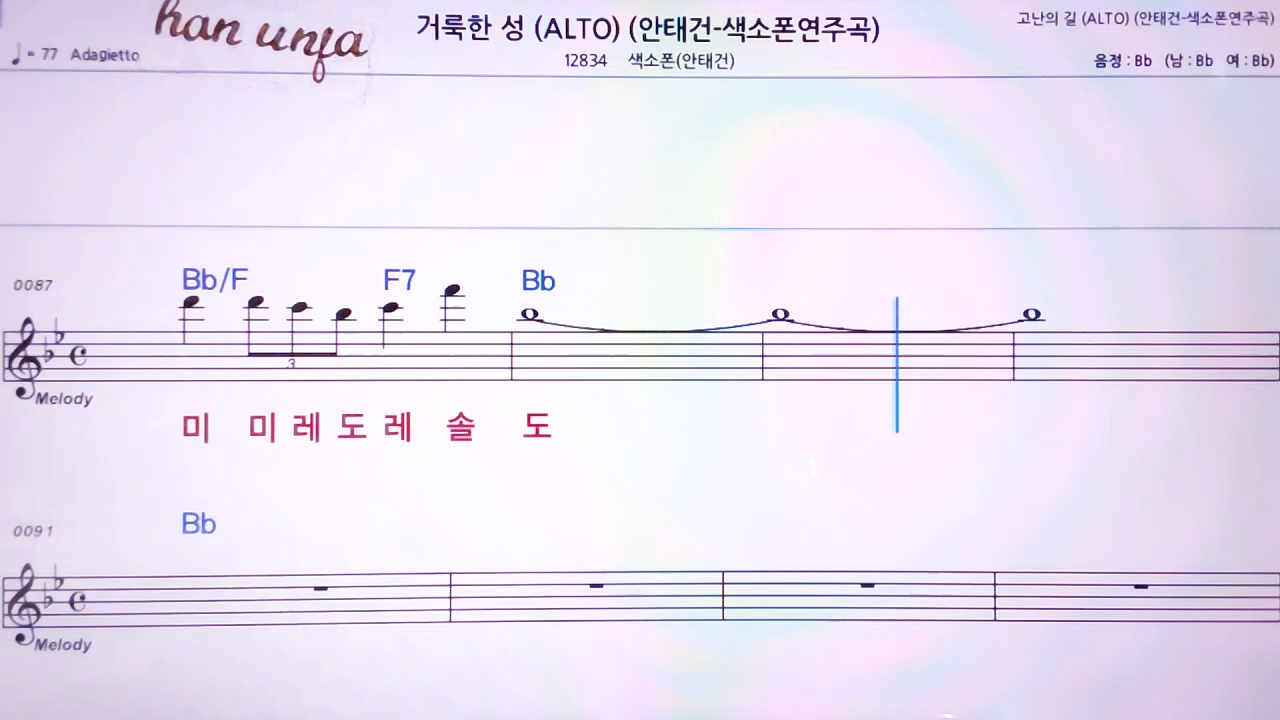 han unfa
거룩한 성 (ALTO) (안태건-색소폰연주곡)
고난의 길 (ALTO) (안태건-색소폰연주곡)
♩= 77 Adagietto
12834 색소폰(안태건)
음정 : Bb (남 : Bb 여 : Bb)
0087 Bb/F F7 Bb
3
Melody
미 미 레 도 레 솔 도
0091 Bb
Melody